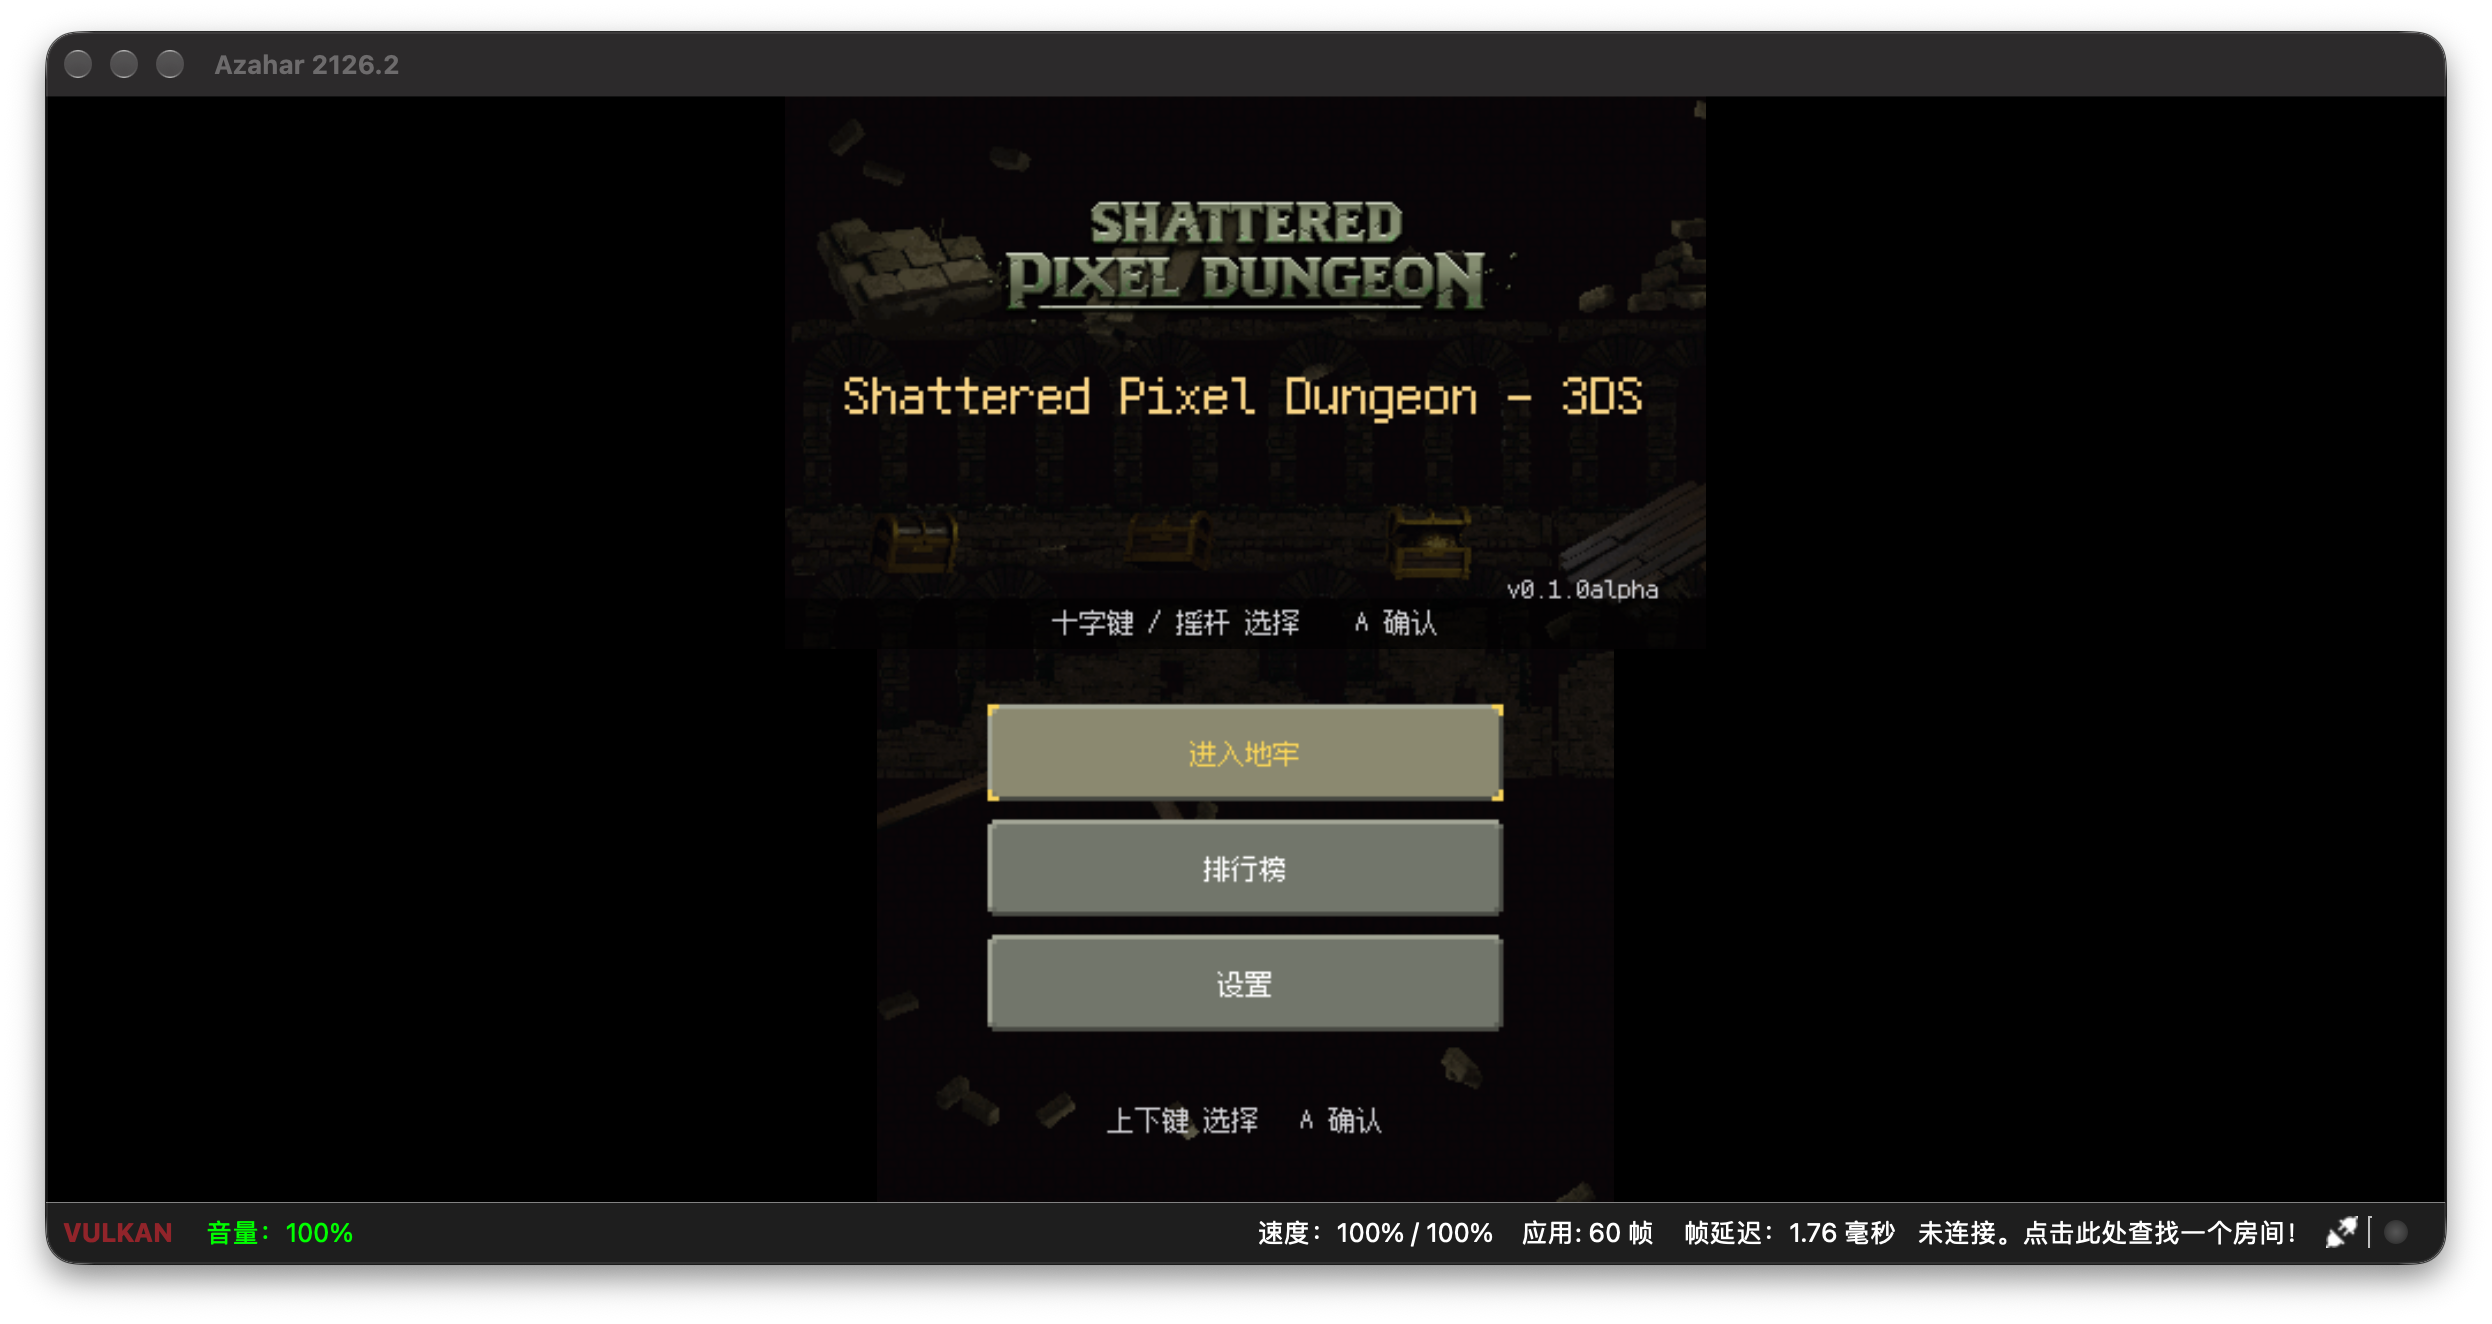 Azahar 2126.2
SHATTERED
PIXEL DUNGEON
Shattered Pixel Dungeon - 3DS
v0.1.0alpha
十字键 / 摇杆 选择 A 确认
进入地牢
排行榜
设置
上下键 选择 A 确认
VULKAN 音量：100% 速度：100% / 100% 应用: 60 帧 帧延迟：1.76 毫秒 未连接。点击此处查找一个房间！